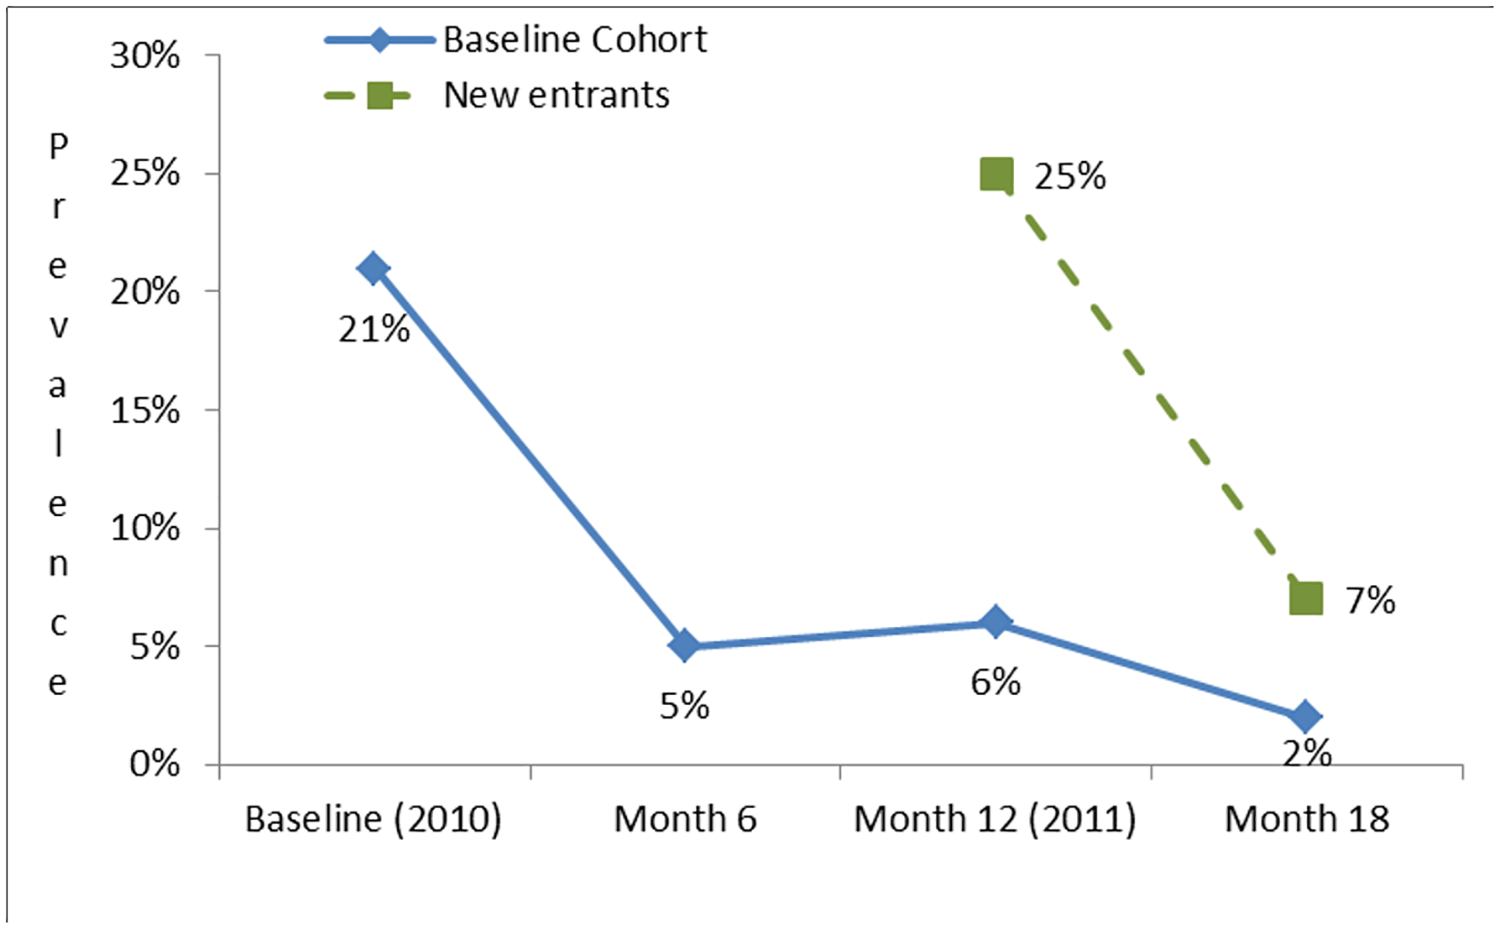 Baseline Cohort
New entrants
Prevalence
30%
25%
20%
15%
10%
5%
0%
21%
5%
6%
2%
25%
7%
Baseline (2010)
Month 6
Month 12 (2011)
Month 18